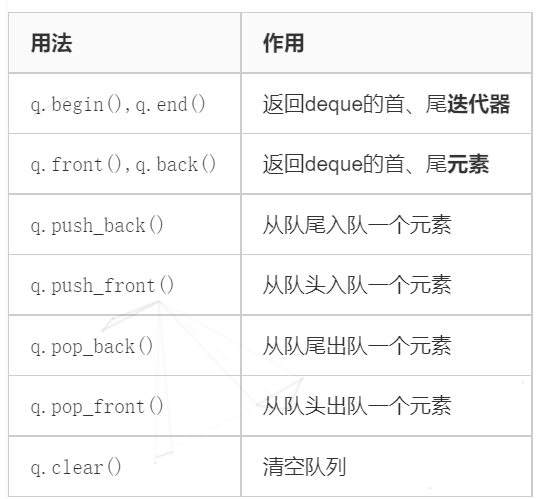 用法 作用
q.begin(),q.end() 返回deque的首、尾迭代器
q.front(),q.back() 返回deque的首、尾元素
q.push_back() 从队尾入队一个元素
q.push_front() 从队头入队一个元素
q.pop_back() 从队尾出队一个元素
q.pop_front() 从队头出队一个元素
q.clear() 清空队列